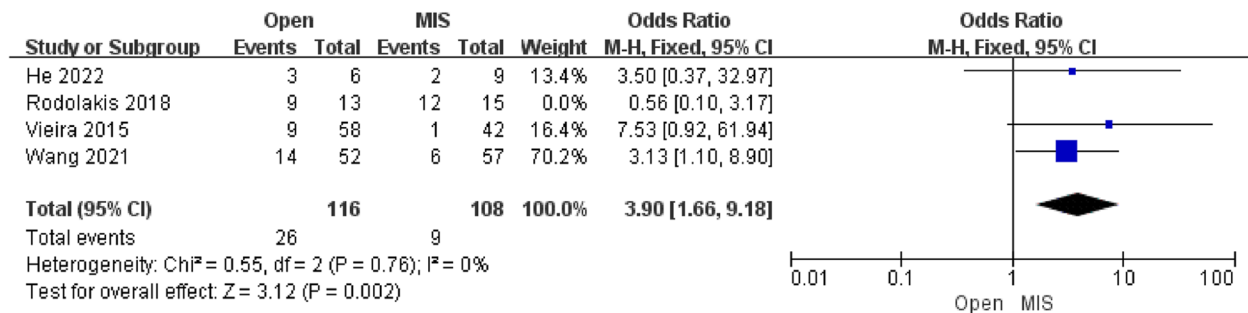 Open MIS Odds Ratio Odds Ratio
Study or Subgroup Events Total Events Total Weight M-H, Fixed, 95% CI M-H, Fixed, 95% CI
He 2022 3 6 2 9 13.4% 3.50 [0.37, 32.97]
Rodolakis 2018 9 13 12 15 0.0% 0.56 [0.10, 3.17]
Vieira 2015 9 58 1 42 16.4% 7.53 [0.92, 61.94]
Wang 2021 14 52 6 57 70.2% 3.13 [1.10, 8.90]
Total (95% CI) 116 108 100.0% 3.90 [1.66, 9.18]
Total events 26 9
Heterogeneity: Chi² = 0.55, df = 2 (P = 0.76); I² = 0%
Test for overall effect: Z = 3.12 (P = 0.002)
0.01 0.1 1 10 100
Open MIS